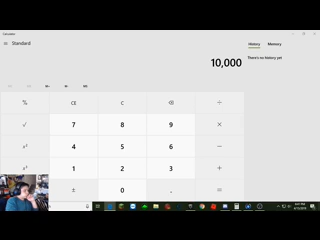 Calculator
Standard
History Memory
There's no history yet
10,000
% CE C ÷
√ 7 8 9 ×
4 5 6 −
1 2 3 +
± 0 . =